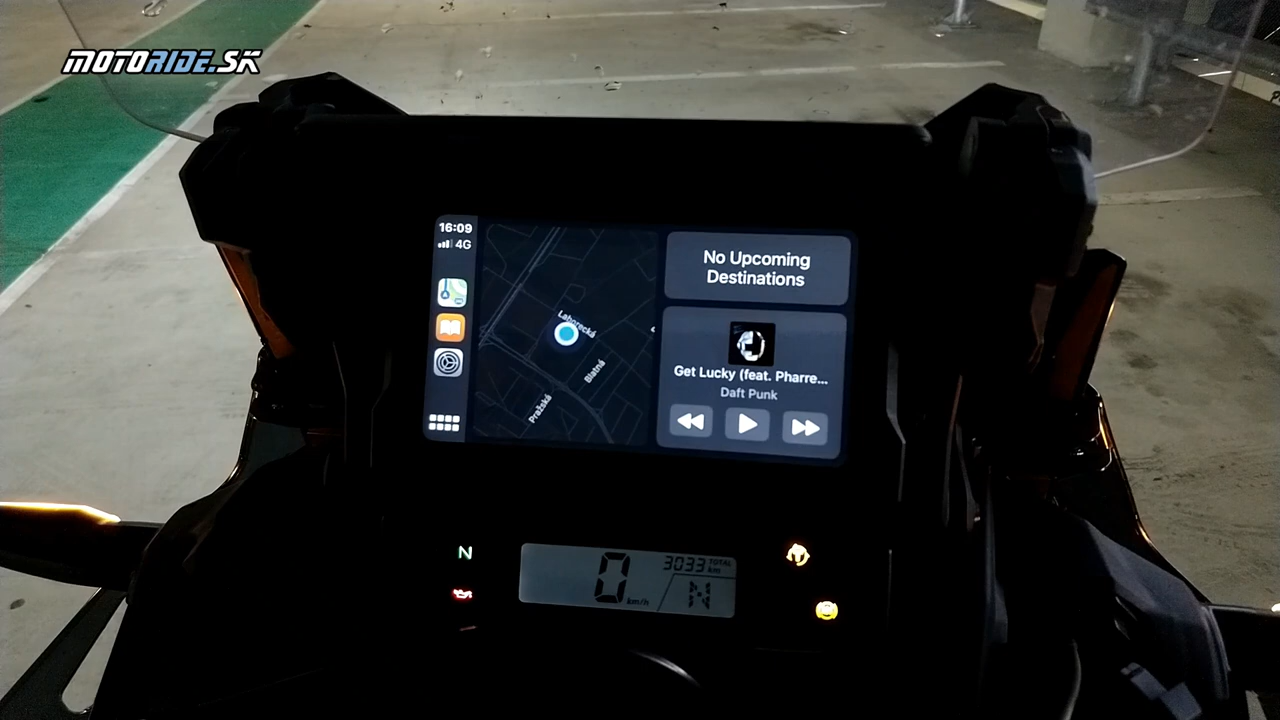 MOTORIDE.SK
16:09
4G
Laborecká
Blatná
Pražská
No Upcoming
Destinations
Get Lucky (feat. Pharre...
Daft Punk
N
0 km/h
3033 TOTAL km
N